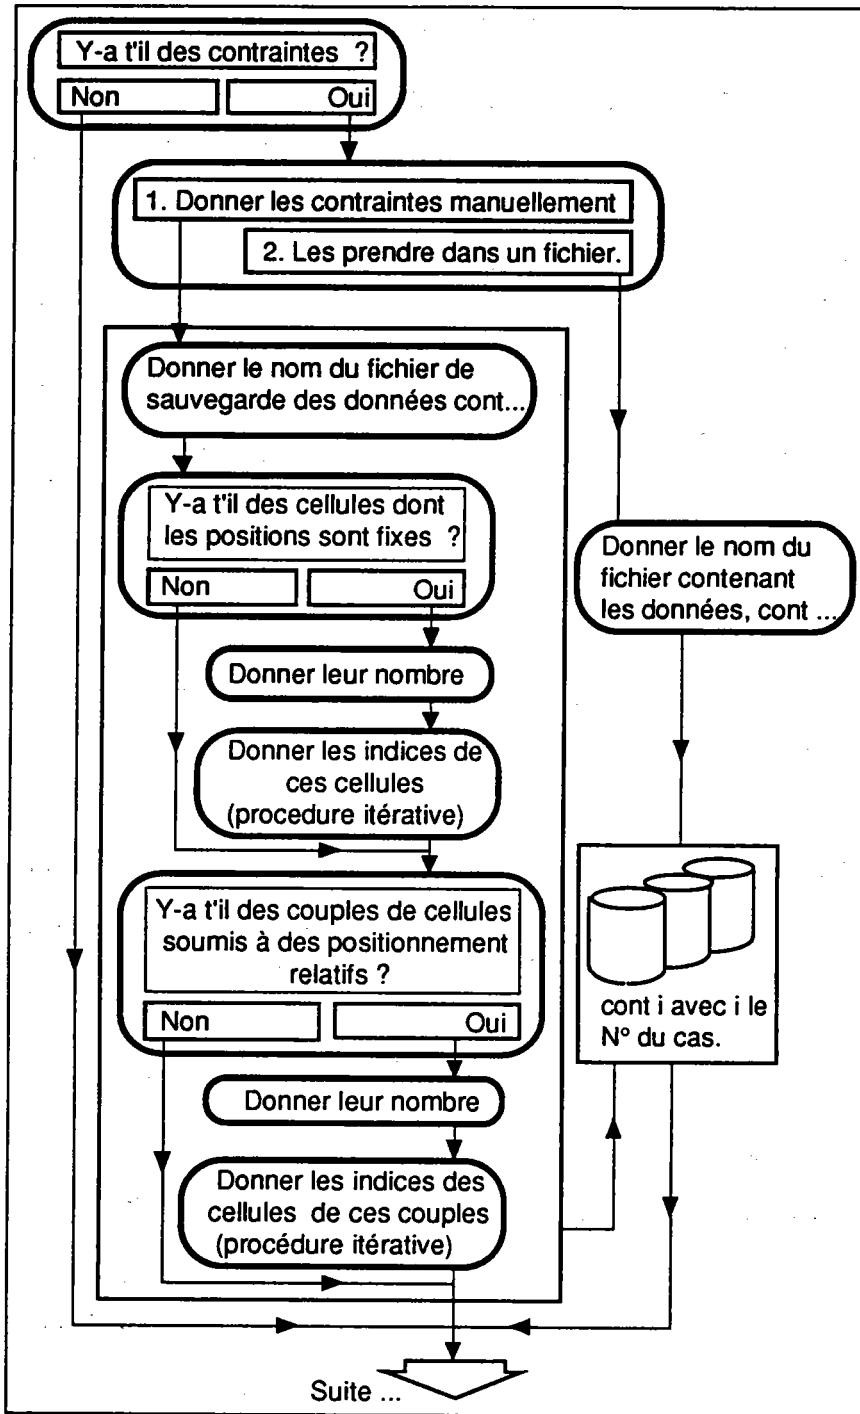 Y-a t'il des contraintes ?
Non
Oui
1. Donner les contraintes manuellement
2. Les prendre dans un fichier.
Donner le nom du fichier de
sauvegarde des données cont...
Y-a t'il des cellules dont
les positions sont fixes ?
Non
Oui
Donner le nom du
fichier contenant
les données, cont ...
Donner leur nombre
Donner les indices de
ces cellules
(procedure itérative)
Y-a t'il des couples de cellules
soumis à des positionnement
relatifs ?
Non
Oui
cont i avec i le
N° du cas.
Donner leur nombre
Donner les indices des
cellules de ces couples
(procédure itérative)
Suite ...